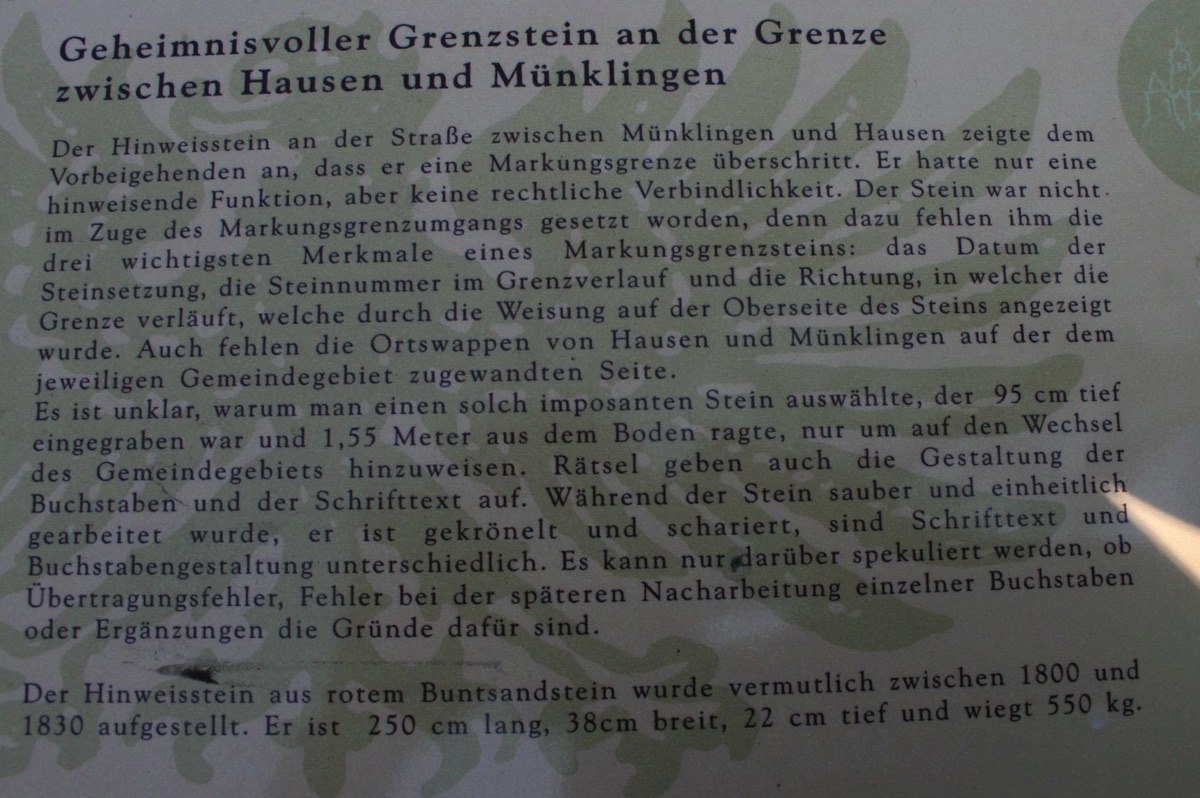 Geheimnisvoller Grenzstein an der Grenze
zwischen Hausen und Münklingen
Der Hinweisstein an der Straße zwischen Münklingen und Hausen zeigte dem
Vorbeigehenden an, dass er eine Markungsgrenze überschritt. Er hatte nur eine
hinweisende Funktion, aber keine rechtliche Verbindlichkeit. Der Stein war nicht
im Zuge des Markungsgrenzumgangs gesetzt worden, denn dazu fehlen ihm die
drei wichtigsten Merkmale eines Markungsgrenzsteins: das Datum der
Steinsetzung, die Steinnummer im Grenzverlauf und die Richtung, in welcher die
Grenze verläuft, welche durch die Weisung auf der Oberseite des Steins angezeigt
wurde. Auch fehlen die Ortswappen von Hausen und Münklingen auf der dem
jeweiligen Gemeindegebiet zugewandten Seite.
Es ist unklar, warum man einen solch imposanten Stein auswählte, der 95 cm tief
eingegraben war und 1,55 Meter aus dem Boden ragte, nur um auf den Wechsel
des Gemeindegebiets hinzuweisen. Rätsel geben auch die Gestaltung der
Buchstaben und der Schrifttext auf. Während der Stein sauber und einheitlich
gearbeitet wurde, er ist gekrönelt und schariert, sind Schrifttext und
Buchstabengestaltung unterschiedlich. Es kann nur darüber spekuliert werden, ob
Übertragungsfehler, Fehler bei der späteren Nacharbeitung einzelner Buchstaben
oder Ergänzungen die Gründe dafür sind.
Der Hinweisstein aus rotem Buntsandstein wurde vermutlich zwischen 1800 und
1830 aufgestellt. Er ist 250 cm lang, 38cm breit, 22 cm tief und wiegt 550 kg.